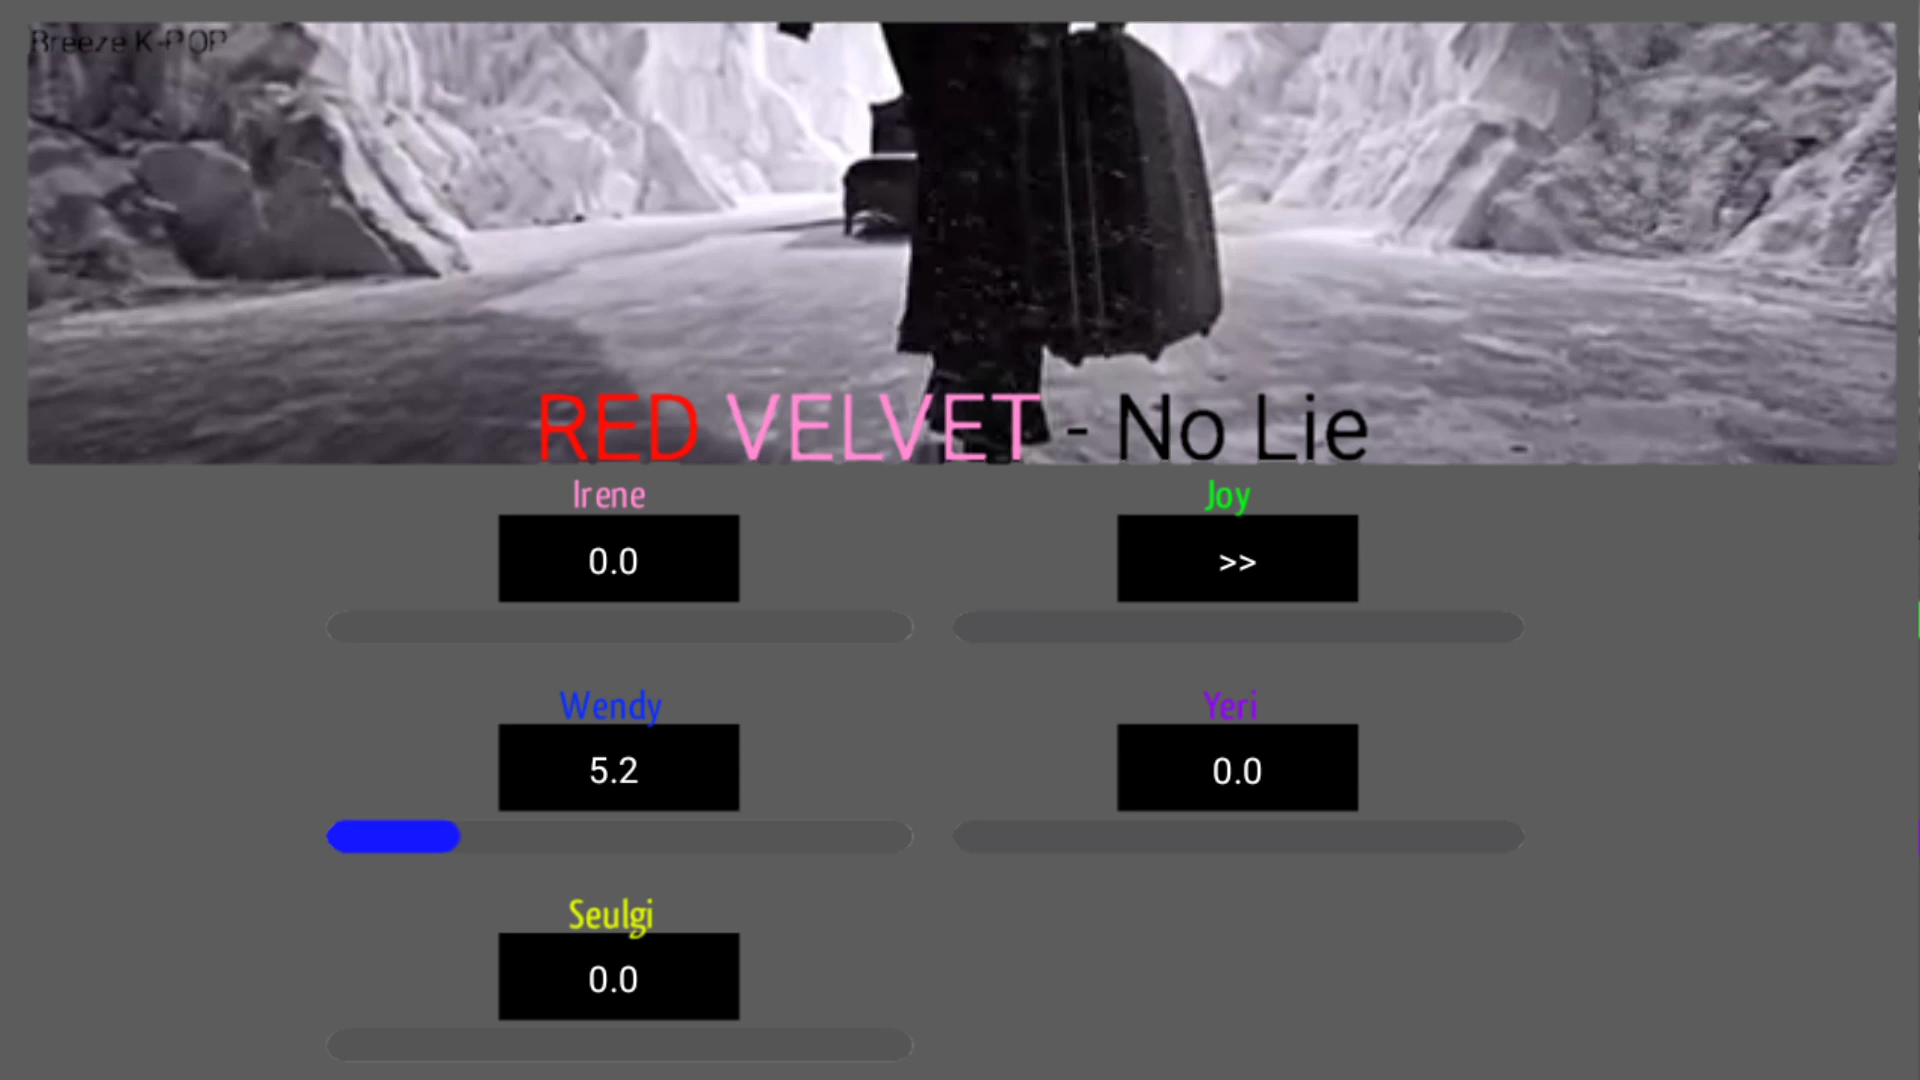 Breeze K-POP
RED VELVET - No Lie
Irene
0.0
Joy
>>
Wendy
5.2
Yeri
0.0
Seulgi
0.0